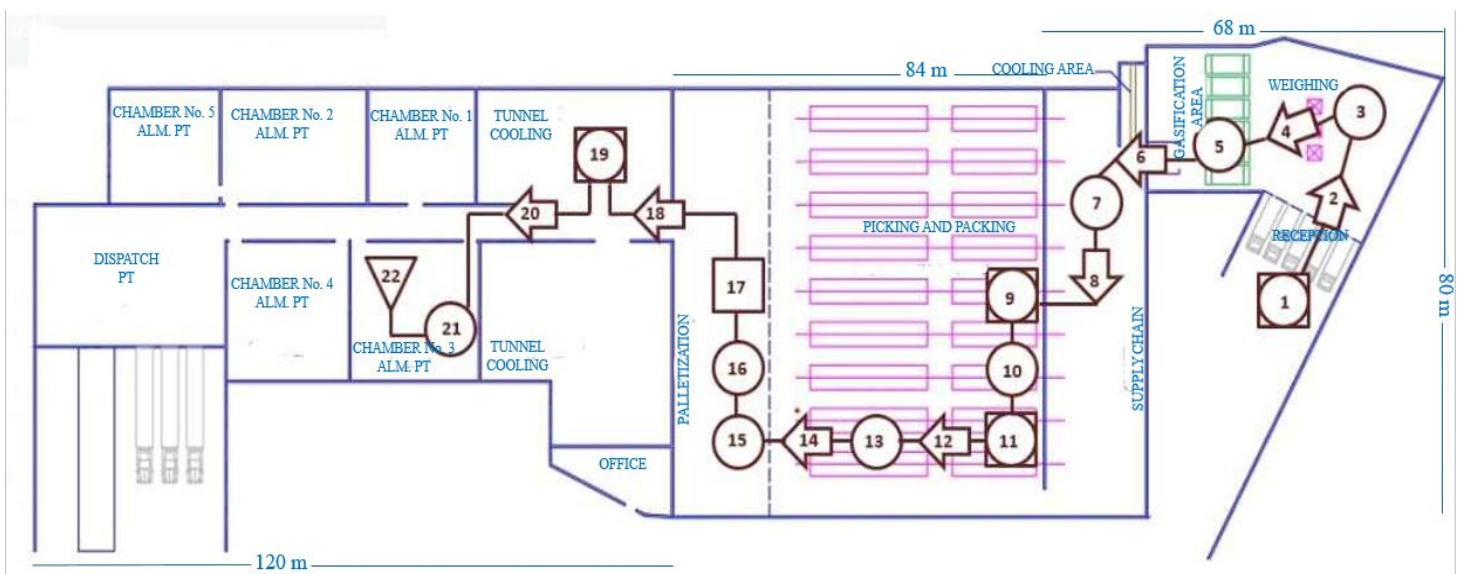 68 m
84 m
COOLING AREA
GASIFICATION
AREA
WEIGHING
CHAMBER No. 5
ALM. PT
CHAMBER No. 2
ALM. PT
CHAMBER No. 1
ALM. PT
TUNNEL
COOLING
19
20
18
3
4
5
6
7
2
8
RECEPTION
1
80 m
PICKING AND PACKING
DISPATCH
PT
CHAMBER No. 4
ALM. PT
22
21
CHAMBER No. 3
ALM. PT
TUNNEL
COOLING
17
16
15
PALLETIZATION
9
10
11
12
13
14
SUPPLY CHAIN
OFFICE
120 m